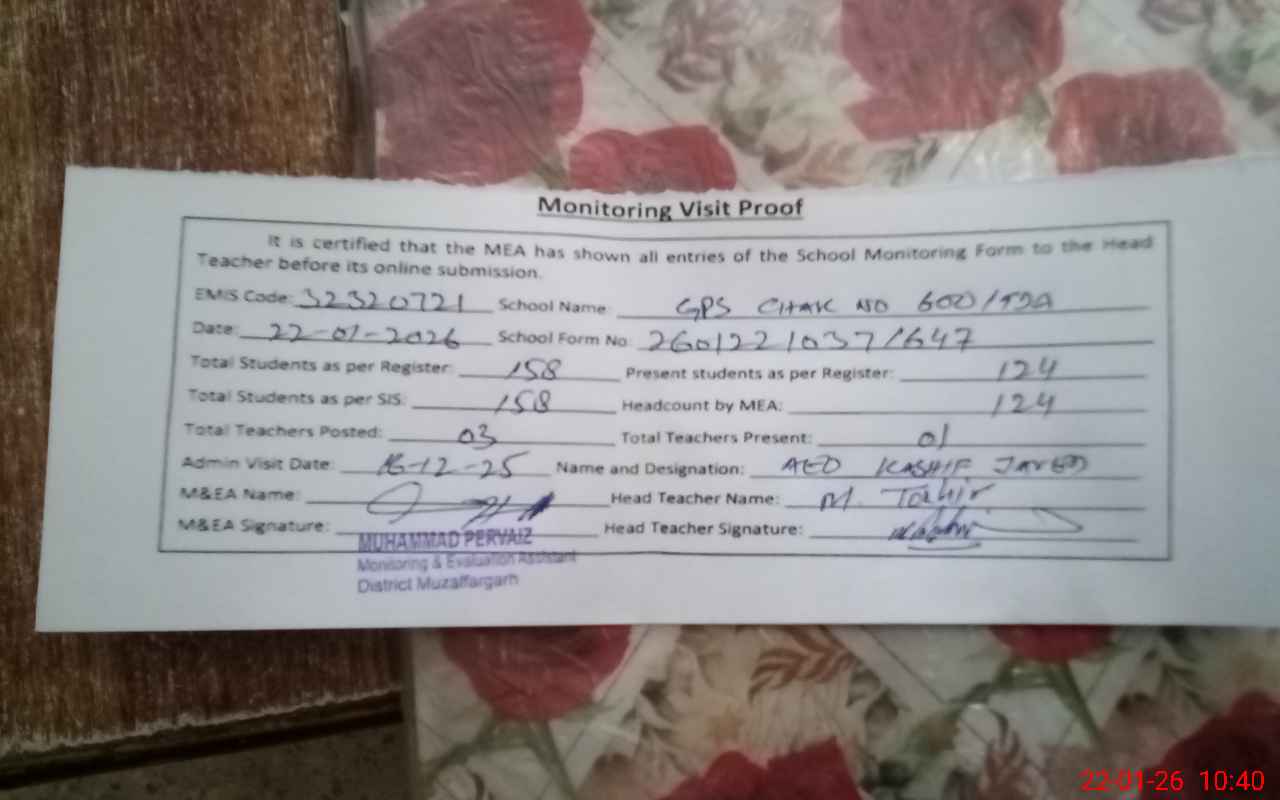 Monitoring Visit Proof
It is certified that the MEA has shown all entries of the School Monitoring Form to the Head
Teacher before its online submission.
EMIS Code: 32320721 School Name: GPS CHAK NO 600/TDA
Date: 22-01-2026 School Form No: 2601221037/647
Total Students as per Register: 158 Present students as per Register: 124
Total Students as per SIS: 158 Headcount by MEA: 124
Total Teachers Posted: 03 Total Teachers Present: 01
Admin Visit Date: 16-12-25 Name and Designation: AEO KASHIF JAVED
M&EA Name: Head Teacher Name: M. Tahir
M&EA Signature: Head Teacher Signature:
MUHAMMAD PERVAIZ
Monitoring & Evaluation Assistant
District Muzaffargarh
22-01-26 10:40